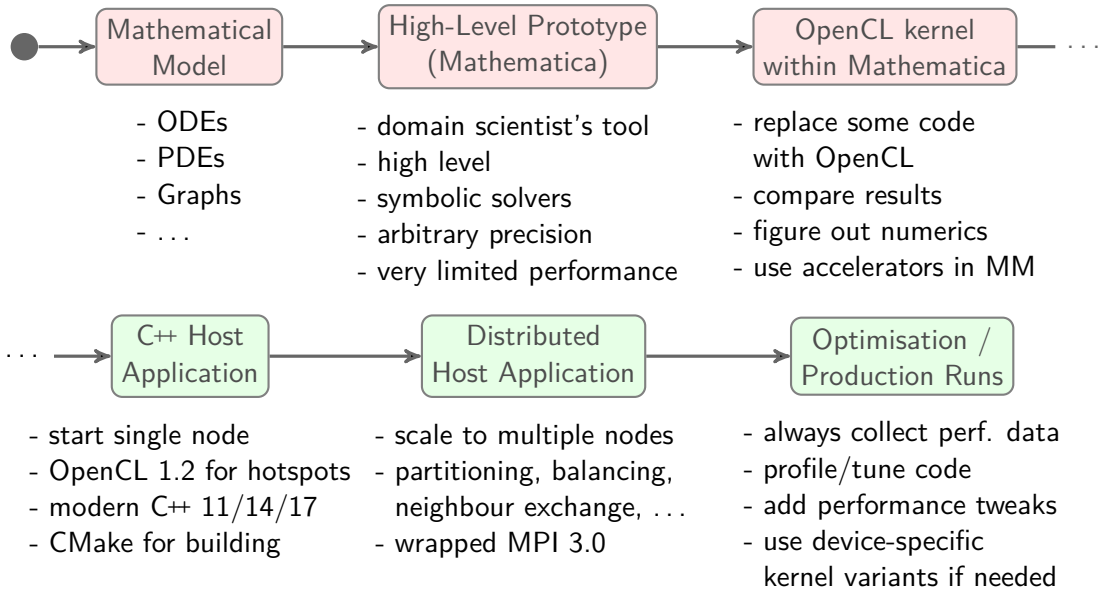 Mathematical
Model
High-Level Prototype
(Mathematica)
OpenCL kernel
within Mathematica
. . .
- ODEs
- PDEs
- Graphs
- . . .
- domain scientist's tool
- high level
- symbolic solvers
- arbitrary precision
- very limited performance
- replace some code
with OpenCL
- compare results
- figure out numerics
- use accelerators in MM
. . .
C++ Host
Application
Distributed
Host Application
Optimisation /
Production Runs
- start single node
- OpenCL 1.2 for hotspots
- modern C++ 11/14/17
- CMake for building
- scale to multiple nodes
- partitioning, balancing,
neighbour exchange, . . .
- wrapped MPI 3.0
- always collect perf. data
- profile/tune code
- add performance tweaks
- use device-specific
kernel variants if needed